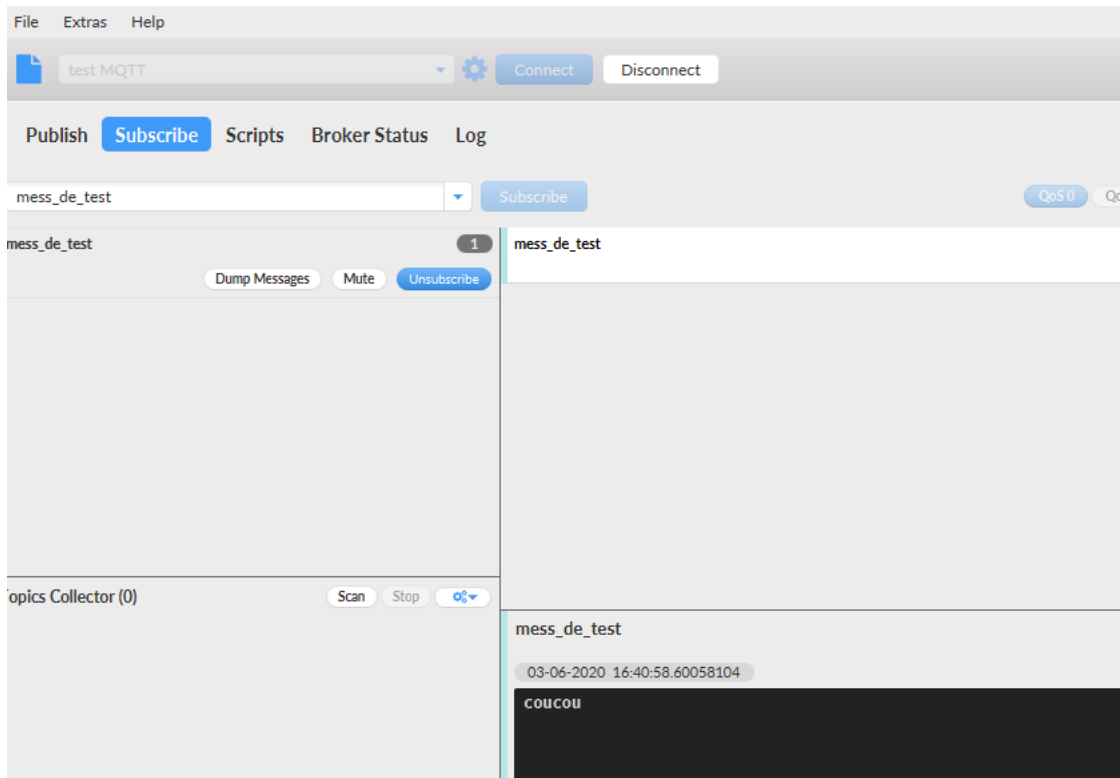 File Extras Help
test MQTT Connect Disconnect
Publish Subscribe Scripts Broker Status Log
mess_de_test Subscribe QoS 0 Qo
mess_de_test 1
Dump Messages Mute Unsubscribe
mess_de_test
opics Collector (0) Scan Stop
mess_de_test
03-06-2020 16:40:58.60058104
coucou